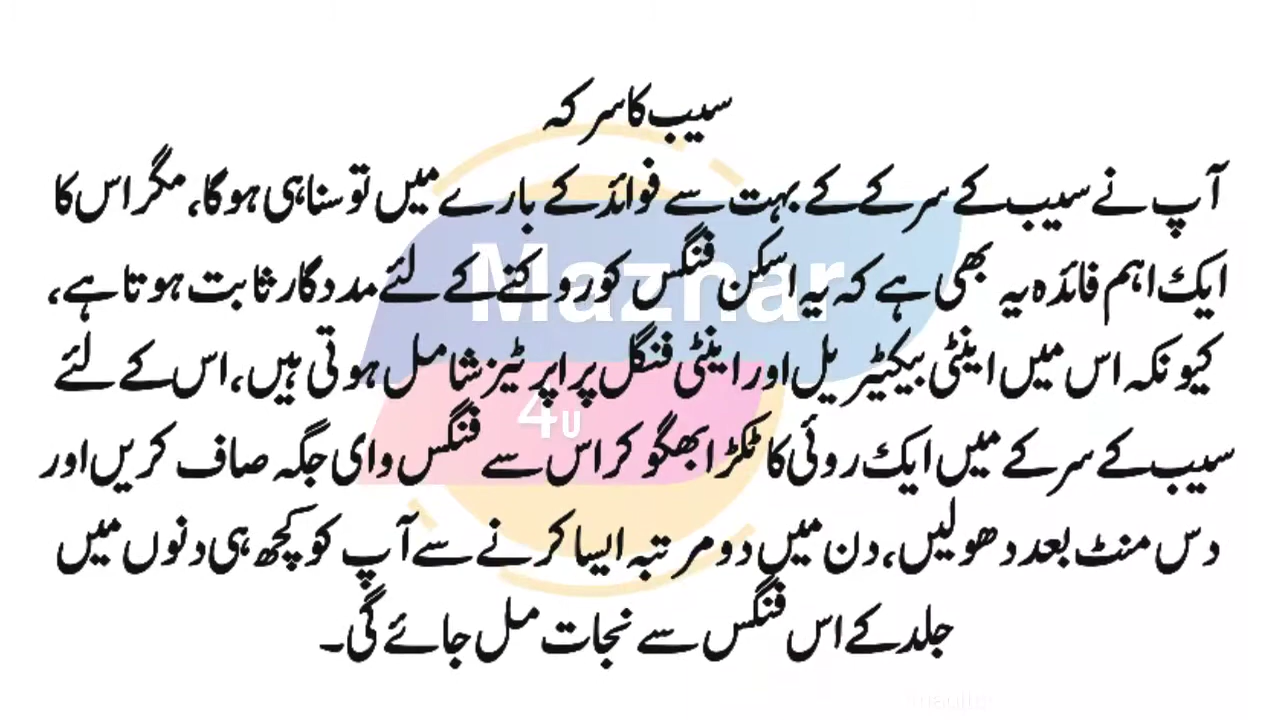 سیب کا سرکہ
آپ نے سیب کے سرکے کے بہت سے فوائد کے بارے میں تو سنا ہی ہوگا، مگر اس کا
ایک اہم فائدہ یہ بھی ہے کہ یہ اسکن فنگس کو روکنے کے لئے مددگار ثابت ہوتا ہے،
کیونکہ اس میں اینٹی بیکٹیریل اور اینٹی فنگل پراپرٹیز شامل ہوتی ہیں، اس کے لئے
سیب کے سرکے میں ایک روئی کا ٹکڑا بھگو کر اس سے فنگس وای جگہ صاف کریں اور
دس منٹ بعد دھولیں، دن میں دو مرتبہ ایسا کرنے سے آپ کو کچھ ہی دنوں میں
جلد کے اس فنگس سے نجات مل جائے گی۔
Maznar
4U